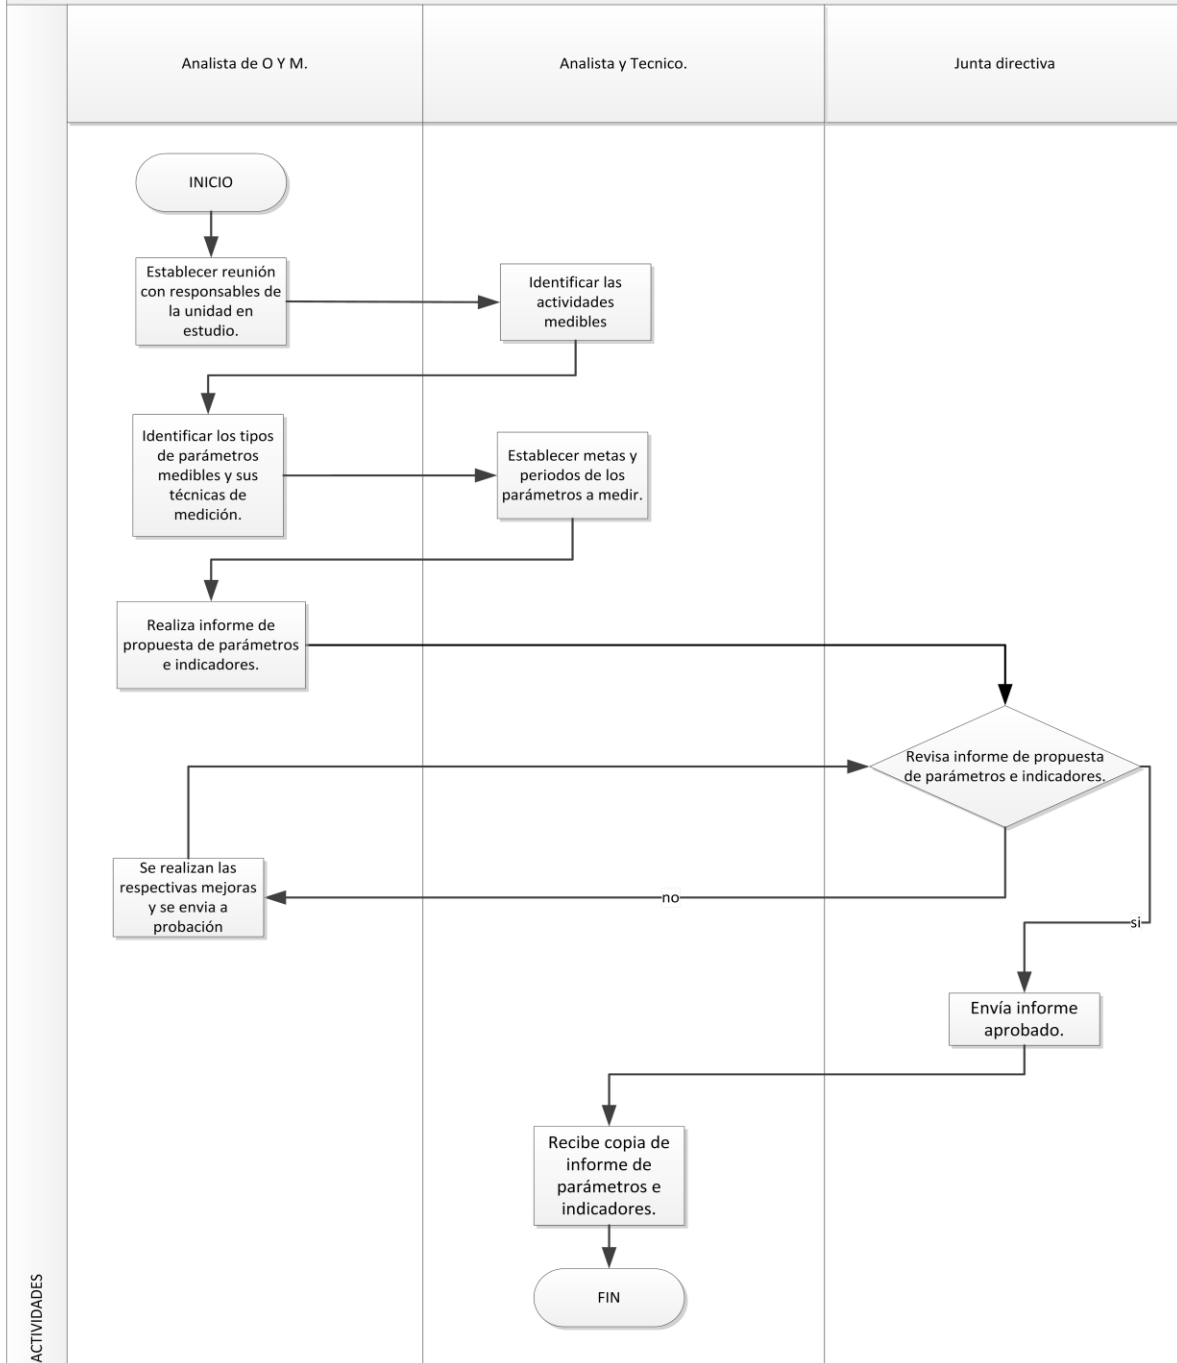 Analista de O Y M.
Analista y Tecnico.
Junta directiva
INICIO
Establecer reunión
con responsables de
la unidad en
estudio.
Identificar las
actividades
medibles
Identificar los tipos
de parámetros
medibles y sus
técnicas de
medición.
Establecer metas y
periodos de los
parámetros a medir.
Realiza informe de
propuesta de parámetros
e indicadores.
Revisa informe de propuesta
de parámetros e indicadores.
Se realizan las
respectivas mejoras
y se envia a
probación
no
si
Envía informe
aprobado.
Recibe copia de
informe de
parámetros e
indicadores.
FIN
ACTIVIDADES